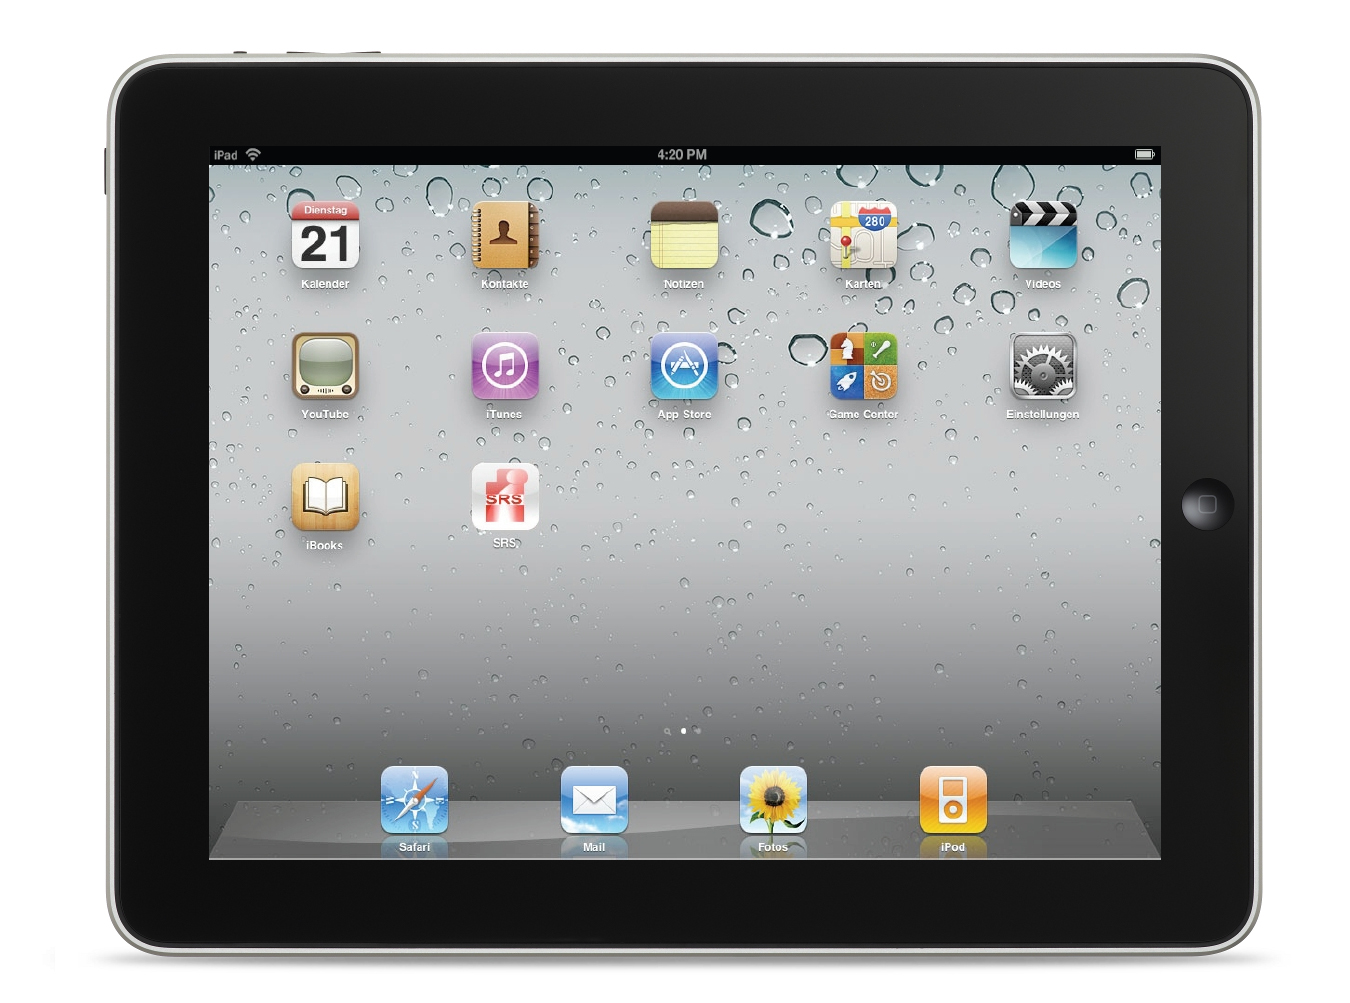 iPad
4:20 PM
Dienstag
21
280
Kalender
Kontakte
Notizen
Karten
Videos
YouTube
iTunes
App Store
Game Center
Einstellungen
SRS
iBooks
SRS
Safari
Mail
Fotos
iPod